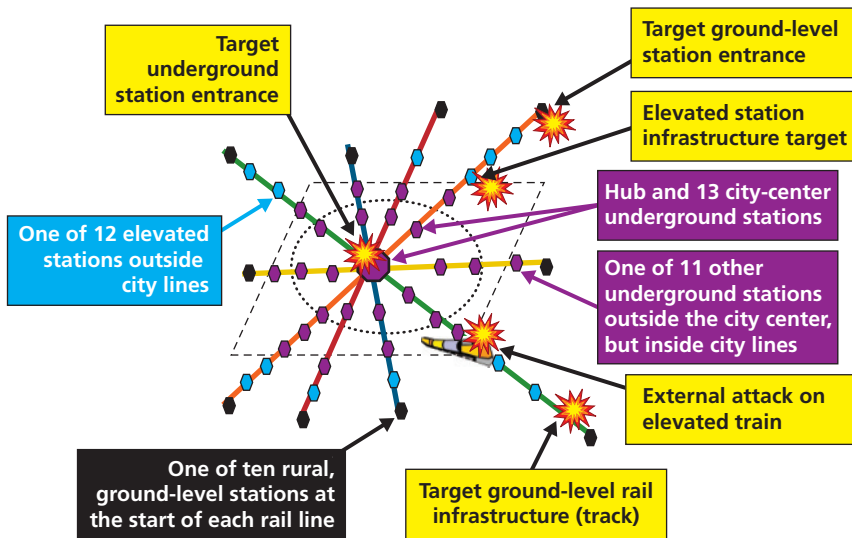 Target
underground
station entrance
Target ground-level
station entrance
Elevated station
infrastructure target
Hub and 13 city-center
underground stations
One of 12 elevated
stations outside
city lines
One of 11 other
underground stations
outside the city center,
but inside city lines
External attack on
elevated train
One of ten rural,
ground-level stations at
the start of each rail line
Target ground-level rail
infrastructure (track)